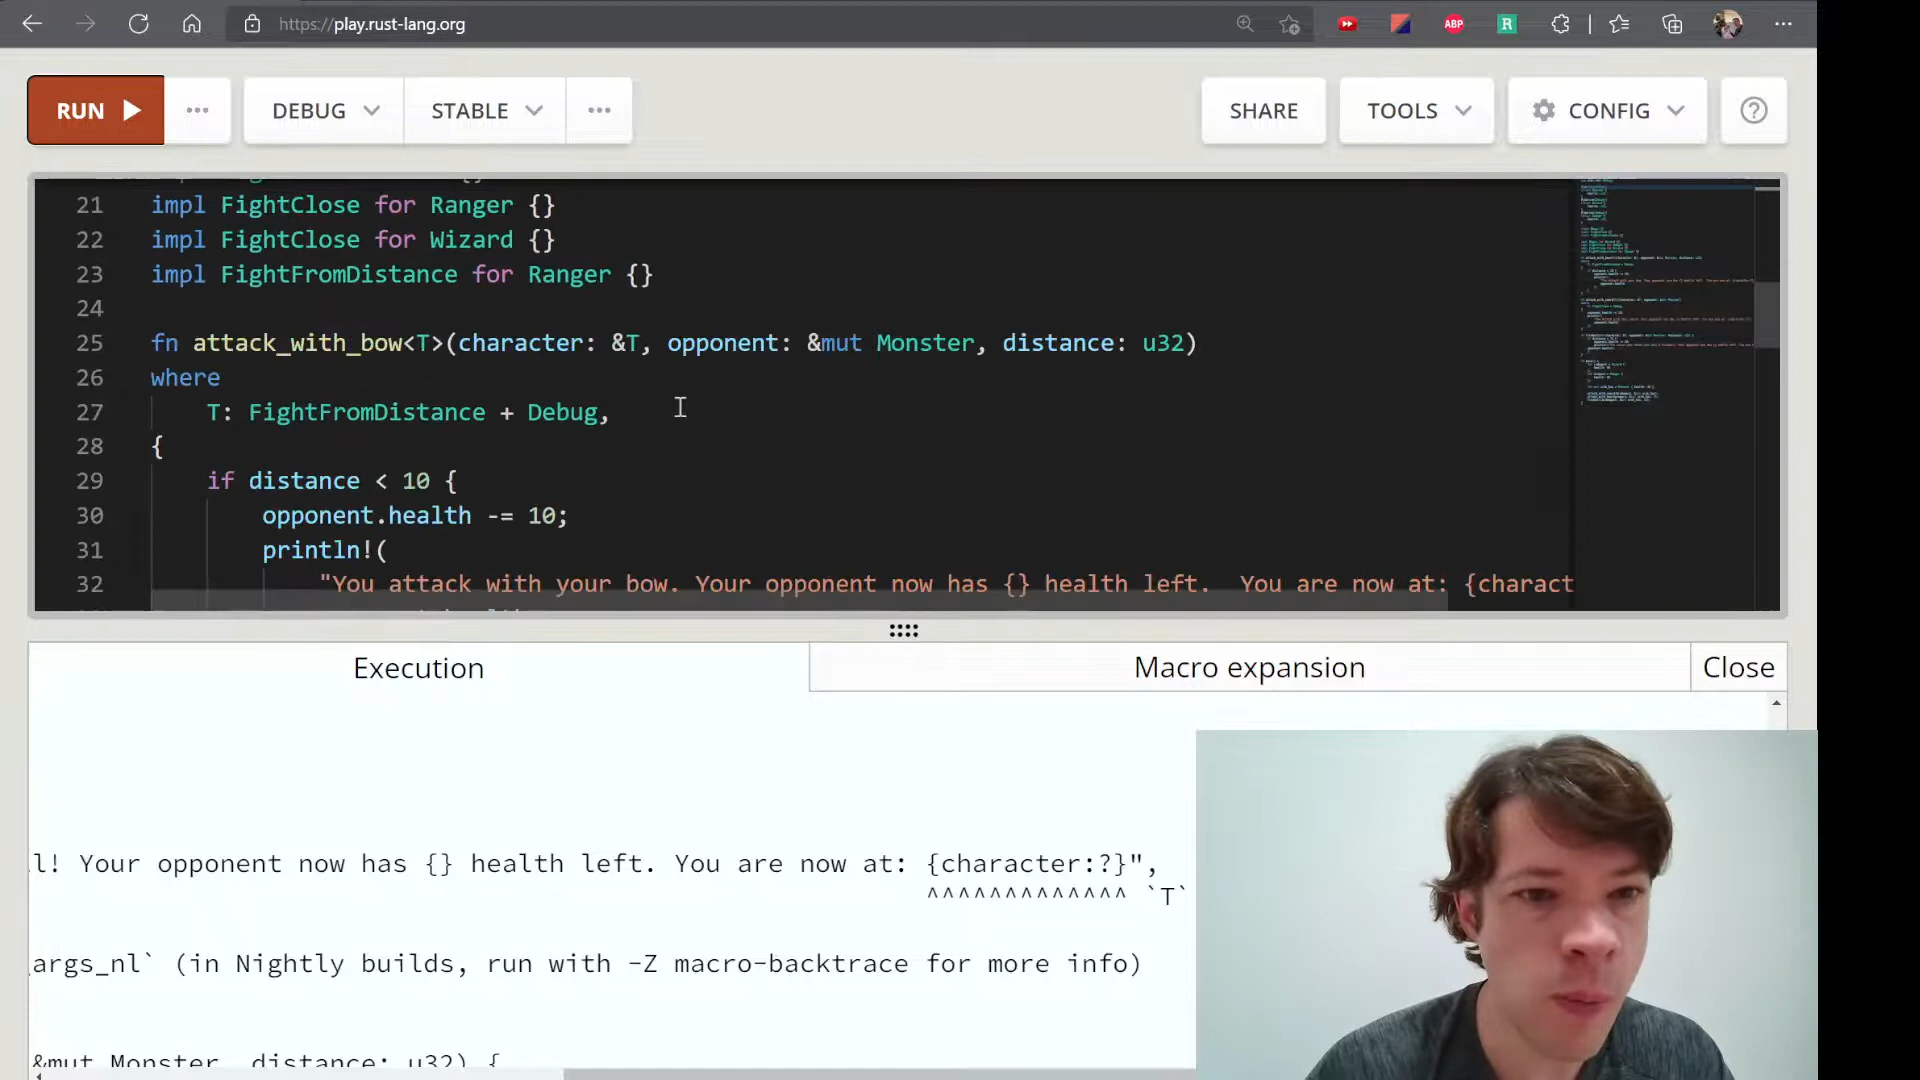 https://play.rust-lang.org
ABP
R
RUN
DEBUG
STABLE
SHARE
TOOLS
CONFIG
21 impl FightClose for Ranger {}
22 impl FightClose for Wizard {}
23 impl FightFromDistance for Ranger {}
24
25 fn attack_with_bow<T>(character: &T, opponent: &mut Monster, distance: u32)
26 where
27 T: FightFromDistance + Debug,
28 {
29 if distance < 10 {
30 opponent.health -= 10;
31 println!(
32 "You attack with your bow. Your opponent now has {} health left.  You are now at: {charact
Execution
Macro expansion
Close
l! Your opponent now has {} health left. You are now at: {character:?}",
^^^^^^^^^^^^^ `T`
args_nl` (in Nightly builds, run with -Z macro-backtrace for more info)
&mut Monster, distance: u32) {